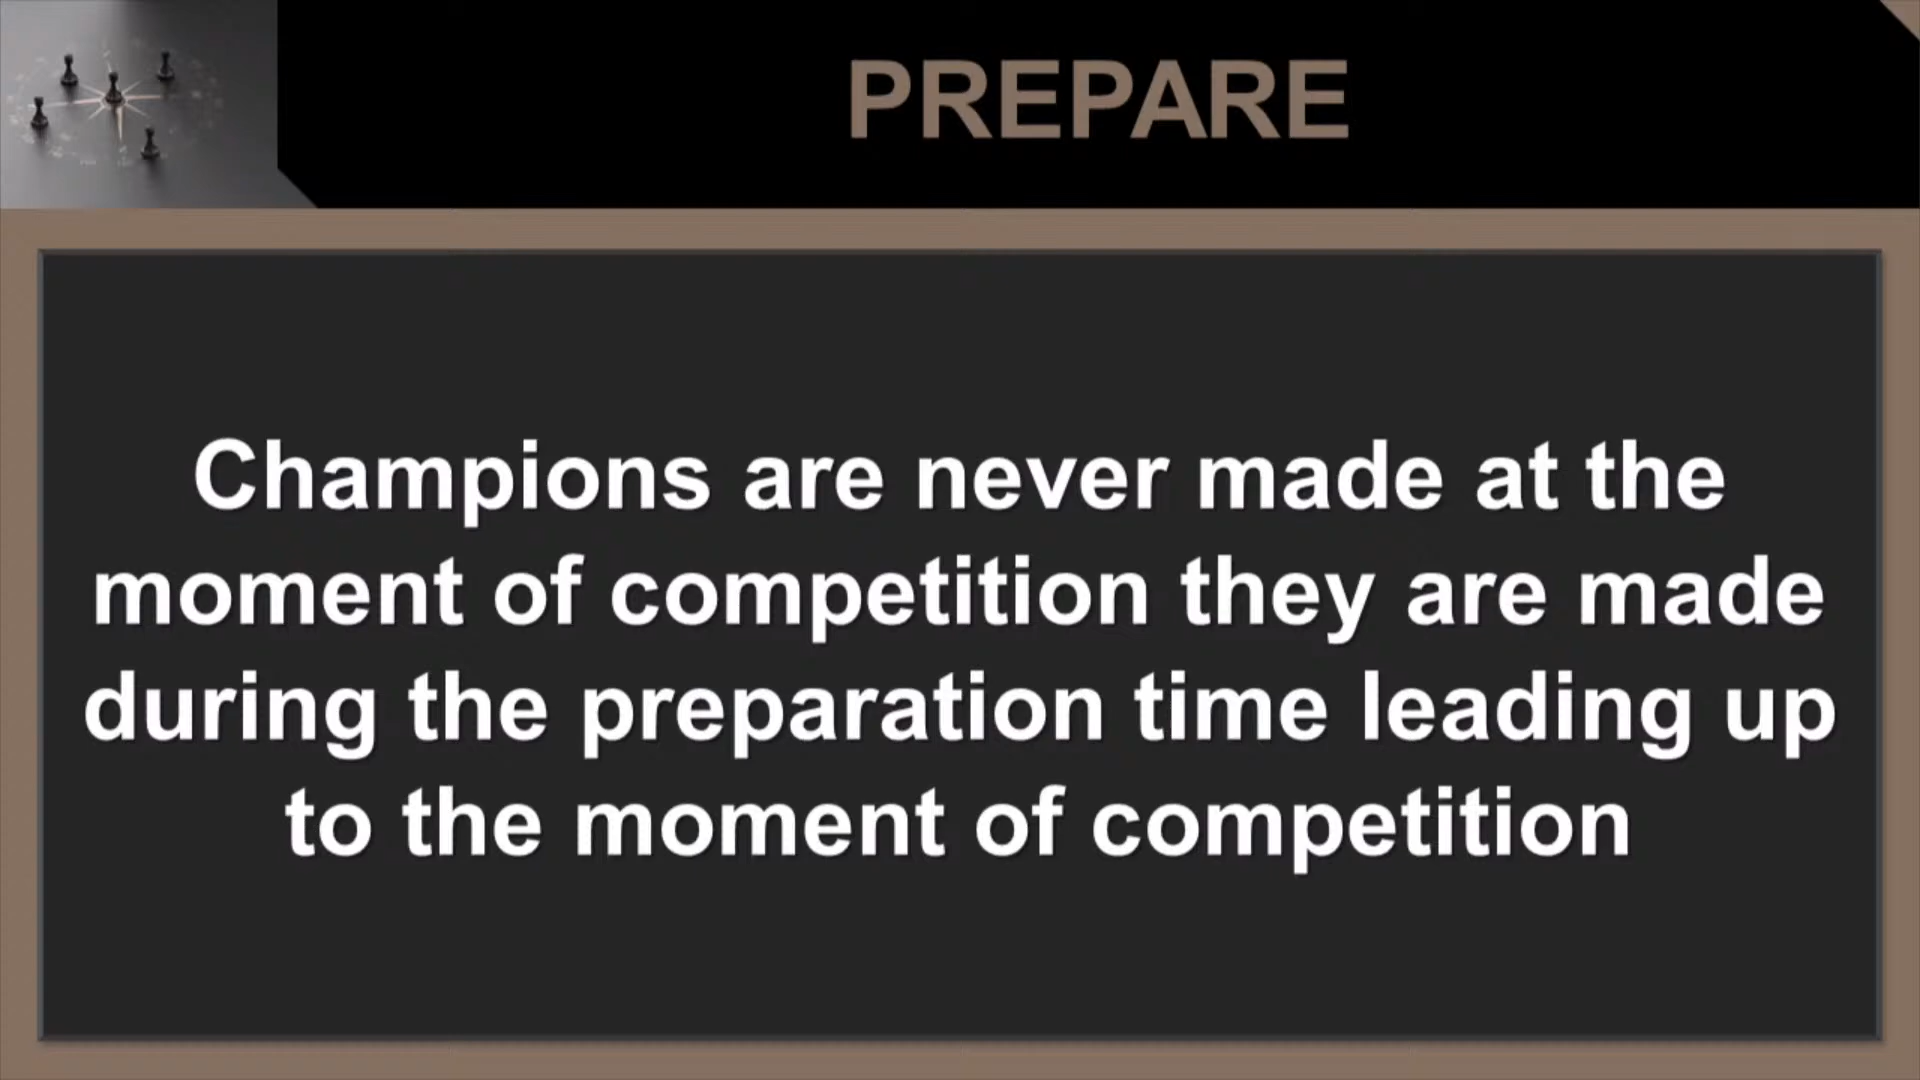 PREPARE
Champions are never made at the
moment of competition they are made
during the preparation time leading up
to the moment of competition